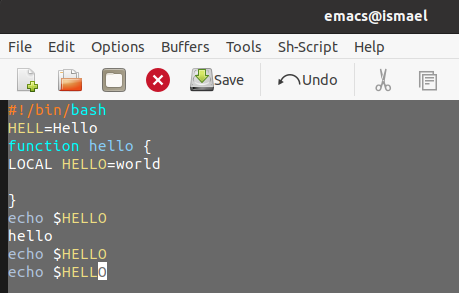 emacs@ismael
File Edit Options Buffers Tools Sh-Script Help
Save Undo
#!/bin/bash
HELL=Hello
function hello {
LOCAL HELLO=world
}
echo $HELLO
hello
echo $HELLO
echo $HELLO